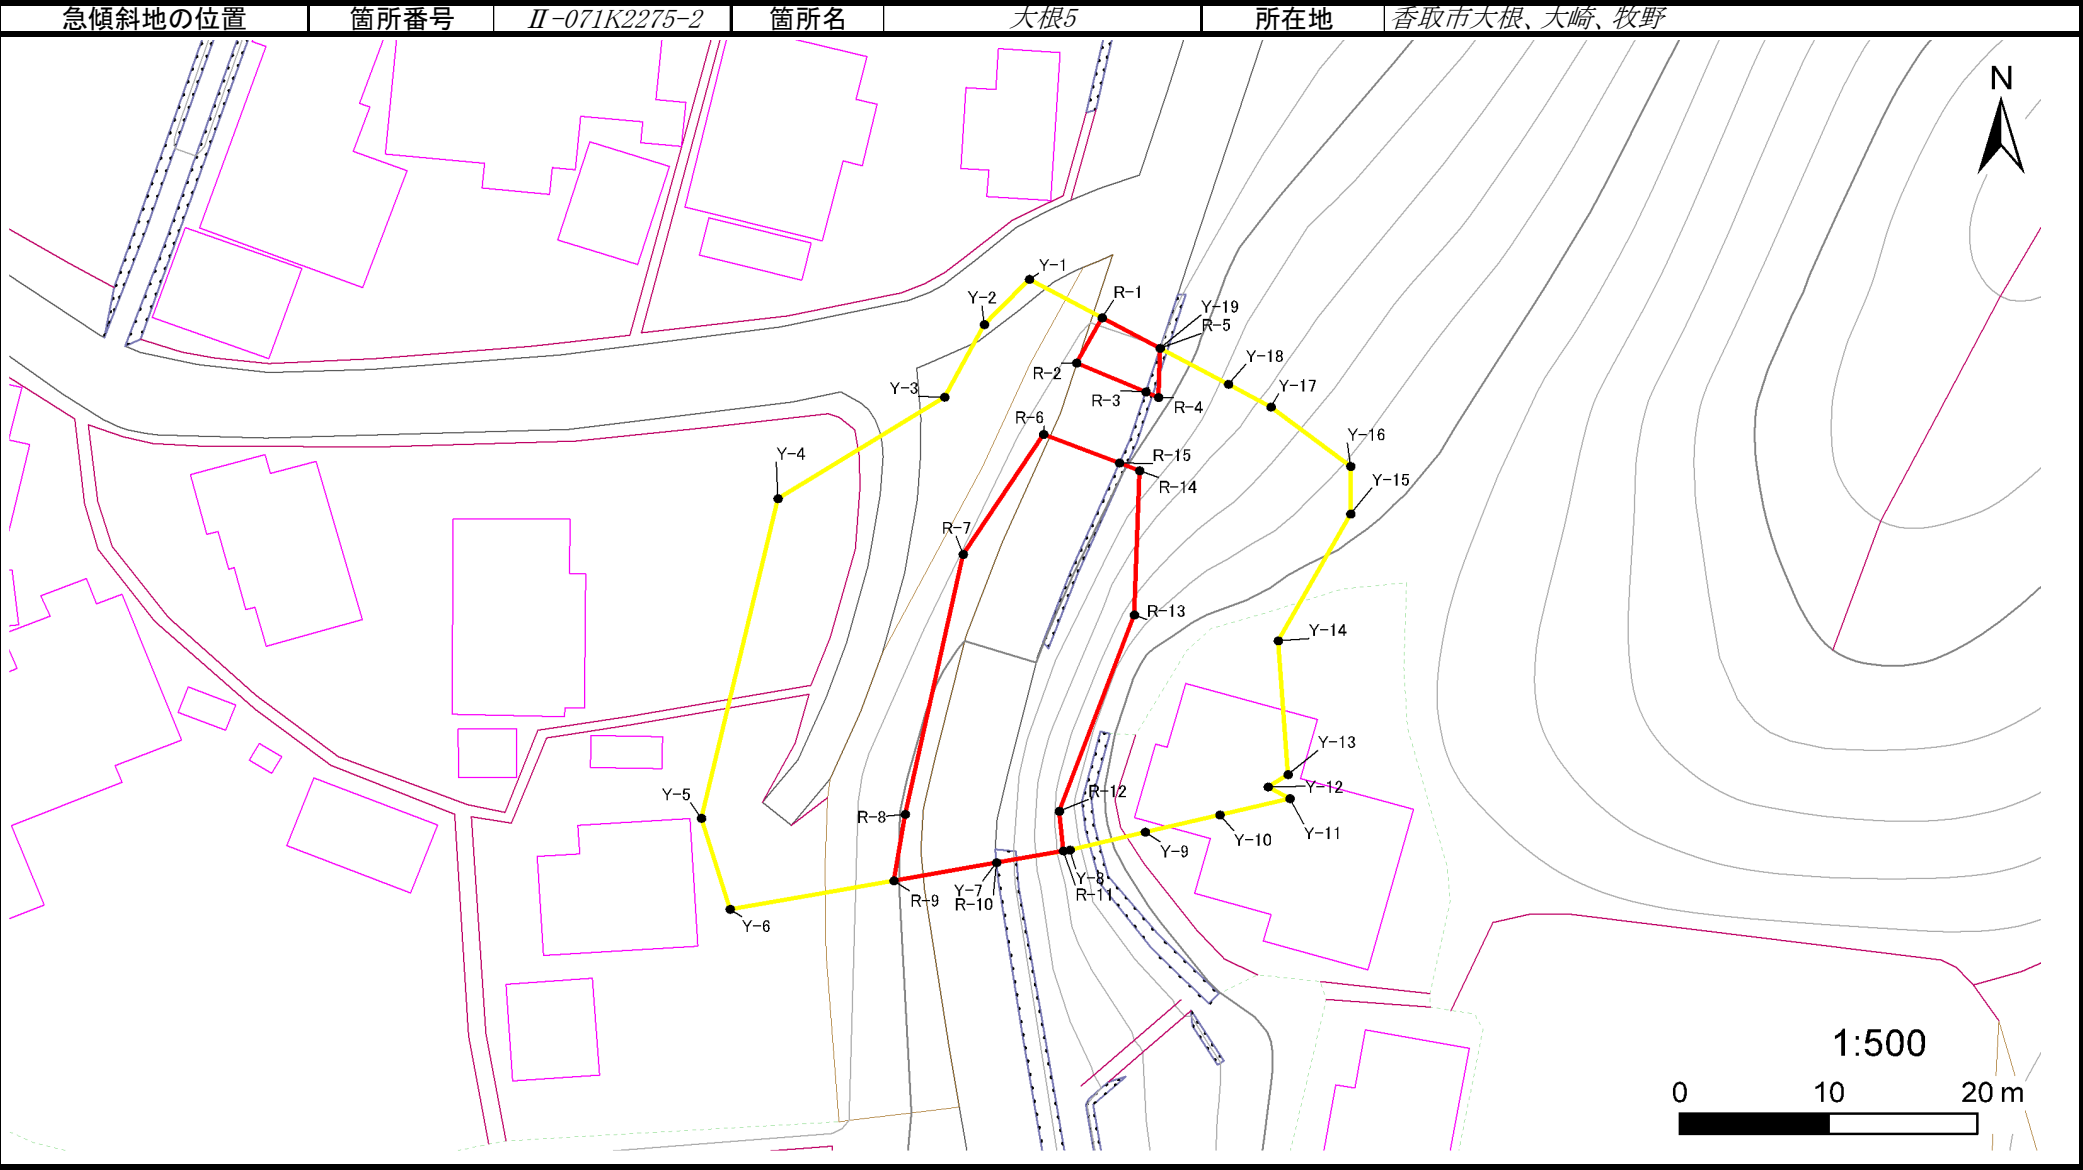 急傾斜地の位置 箇所番号 Ⅱ-071K2275-2 箇所名 大根5 所在地 香取市大根、大崎、牧野
N
Y-1
Y-2
R-1
Y-19
R-5
Y-18
R-2
Y-3
R-3
R-4
Y-17
R-6
Y-16
Y-4
R-15
R-14
Y-15
R-7
R-13
Y-14
Y-13
Y-12
R-12
Y-5
R-8
Y-11
Y-10
Y-9
Y-8
R-11
Y-7
R-10
R-9
Y-6
1:500
0 10 20 m